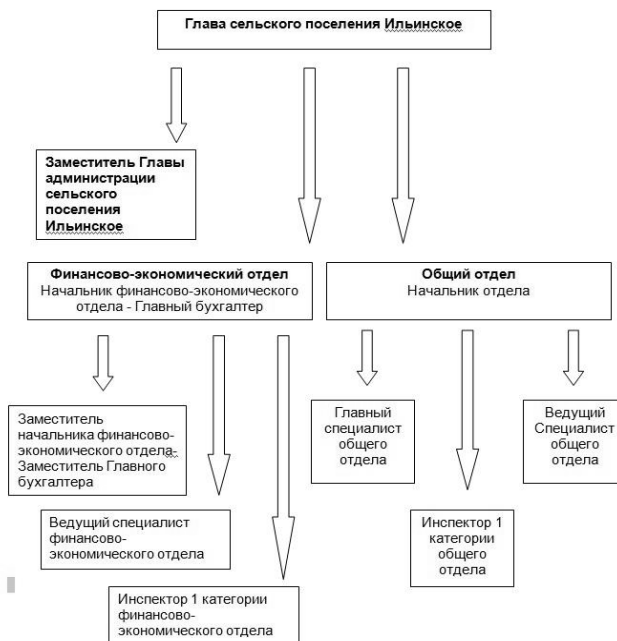 Глава сельского поселения Ильинское
Заместитель Главы
администрации
сельского
поселения
Ильинское
Финансово-экономический отдел
Начальник финансово-экономического
отдела - Главный бухгалтер
Общий отдел
Начальник отдела
Заместитель
начальника финансово-
экономического отдела-
Заместитель Главного
бухгалтера
Ведущий специалист
финансово-
экономического отдела
Инспектор 1 категории
финансово-
экономического отдела
Главный
специалист
общего
отдела
Инспектор 1
категории
общего
отдела
Ведущий
Специалист
общего
отдела